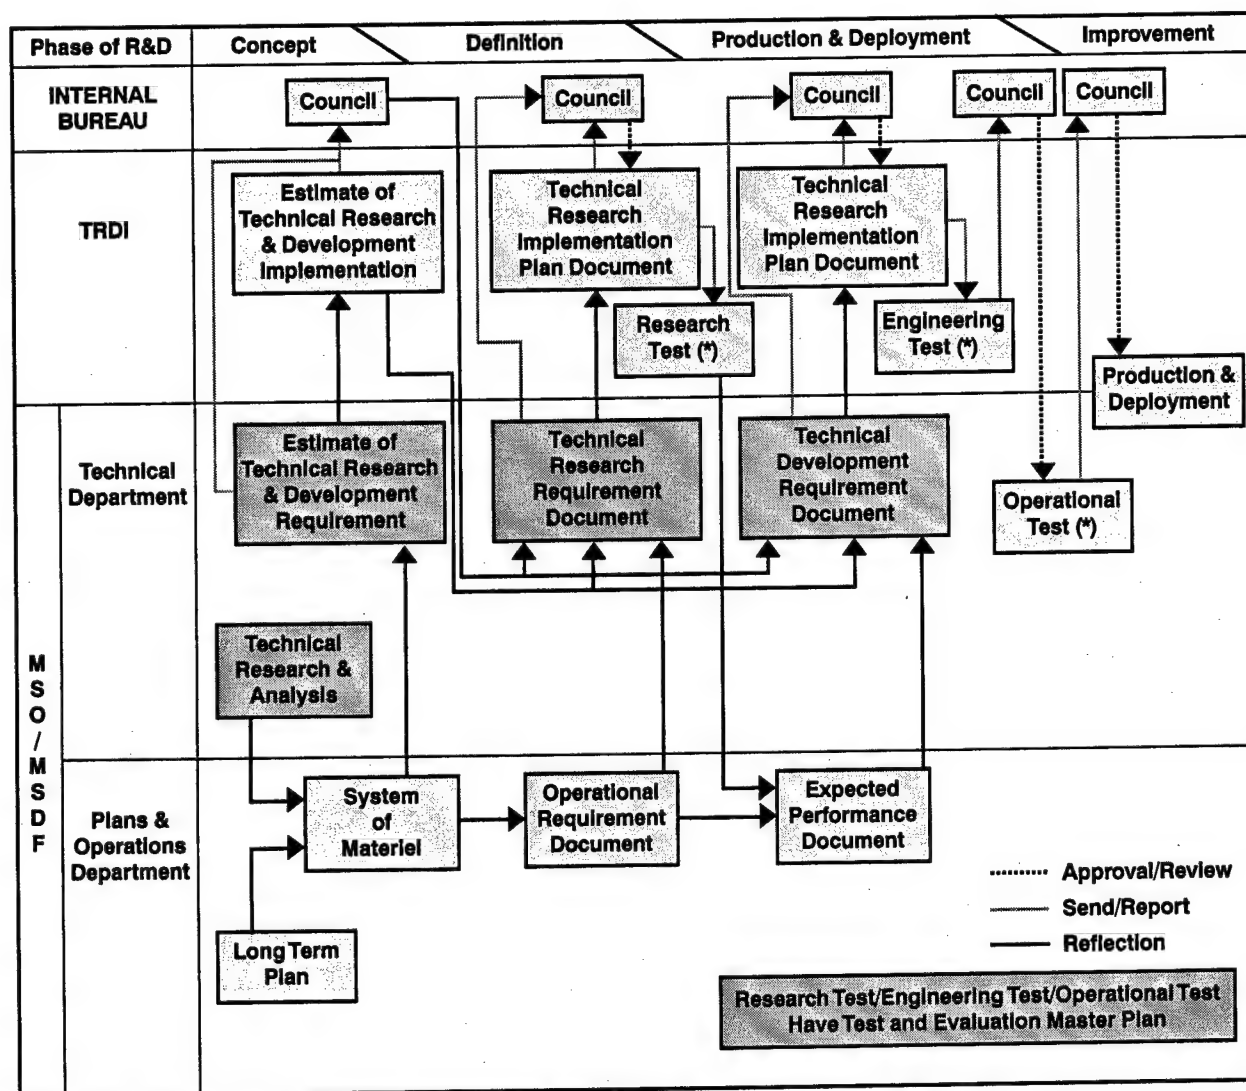 Phase of R&D
Concept
Definition
Production & Deployment
Improvement
INTERNAL
BUREAU
Council
Council
Council
Council
Council
TRDI
Estimate of
Technical Research
& Development
Implementation
Technical
Research
Implementation
Plan Document
Technical
Research
Implementation
Plan Document
Research
Test (*)
Engineering
Test (*)
Production &
Deployment
MSO/MSDF
Technical
Department
Estimate of
Technical Research
& Development
Requirement
Technical
Research
Requirement
Document
Technical
Development
Requirement
Document
Operational
Test (*)
Technical
Research &
Analysis
Plans &
Operations
Department
System
of
Materiel
Operational
Requirement
Document
Expected
Performance
Document
Long Term
Plan
Approval/Review
Send/Report
Reflection
Research Test/Engineering Test/Operational Test
Have Test and Evaluation Master Plan